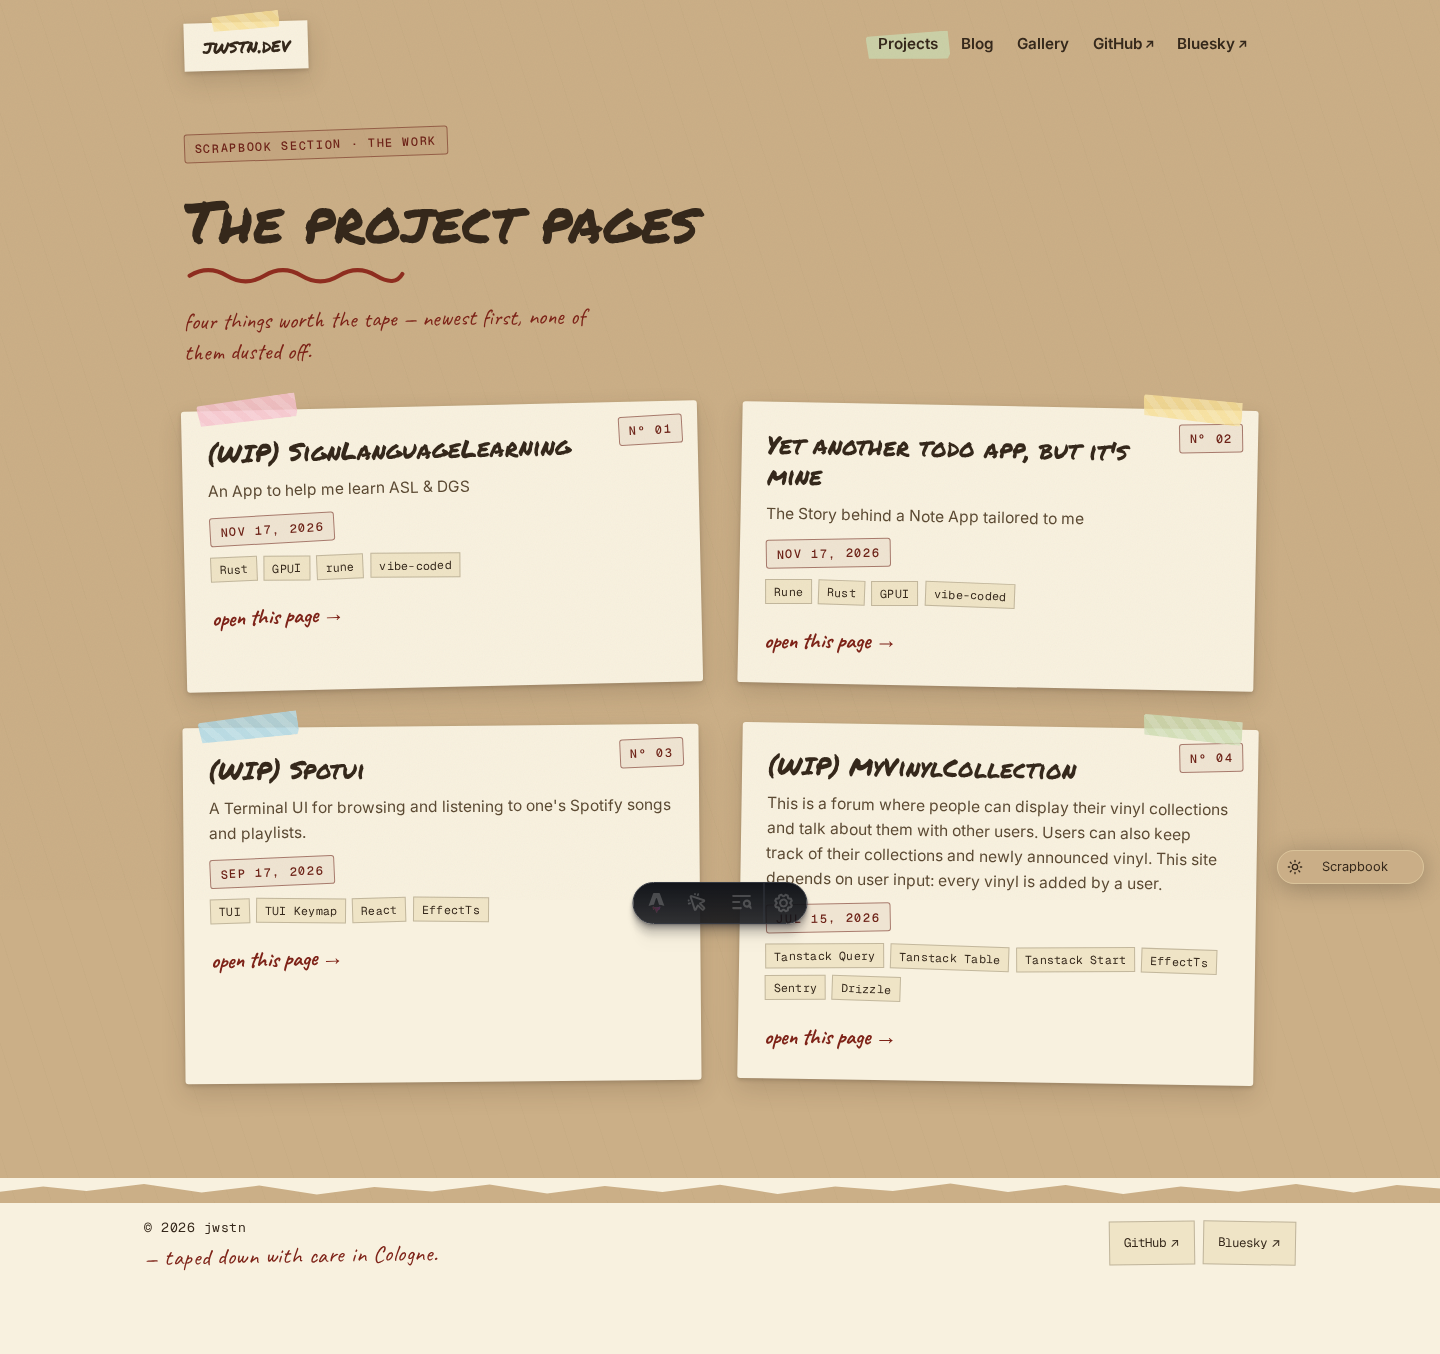 JWSTN.DEV
Projects Blog Gallery GitHub↗ Bluesky↗
SCRAPBOOK SECTION · THE WORK
The project pages
four things worth the tape — newest first, none of
them dusted off.
Nº 01
(WIP) SignLanguageLearning
An App to help me learn ASL & DGS
NOV 17, 2026
Rust GPUI rune vibe-coded
open this page →
Nº 02
Yet another todo app, but it's
mine
The Story behind a Note App tailored to me
NOV 17, 2026
Rune Rust GPUI vibe-coded
open this page →
Nº 03
(WIP) Spotui
A Terminal UI for browsing and listening to one's Spotify songs
and playlists.
SEP 17, 2026
TUI TUI Keymap React EffectTs
open this page →
Nº 04
(WIP) MyVinylCollection
This is a forum where people can display their vinyl collections
and talk about them with other users. Users can also keep
track of their collections and newly announced vinyl. This site
depends on user input: every vinyl is added by a user.
JUL 15, 2026
Tanstack Query Tanstack Table Tanstack Start EffectTs
Sentry Drizzle
open this page →
Scrapbook
© 2026 jwstn
— taped down with care in Cologne.
GitHub↗ Bluesky↗